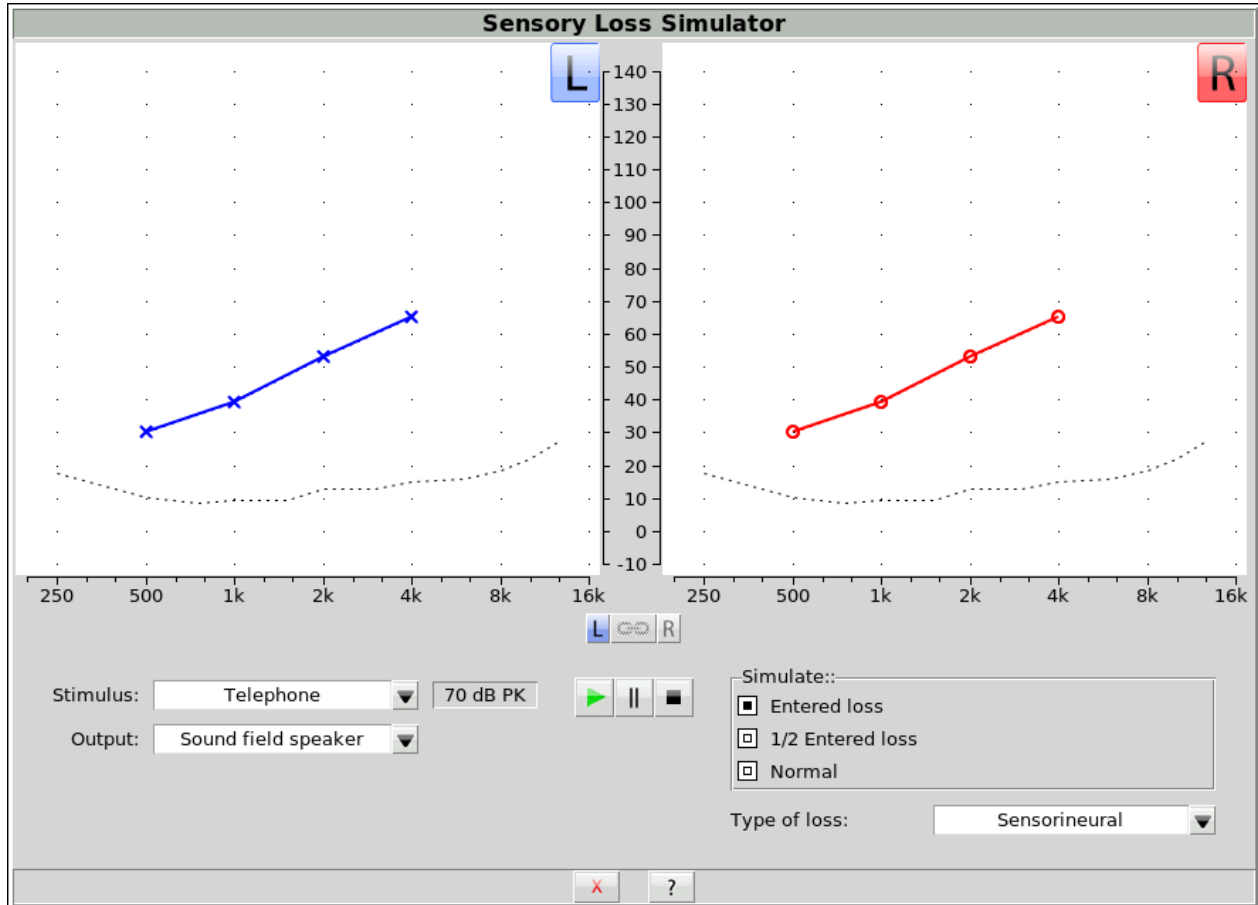 Sensory Loss Simulator
L
R
140
130
120
110
100
90
80
70
60
50
40
30
20
10
0
-10
250 500 1k 2k 4k 8k 16k
250 500 1k 2k 4k 8k 16k
L R
Stimulus: Telephone 70 dB PK
Output: Sound field speaker
Simulate::
Entered loss
1/2 Entered loss
Normal
Type of loss: Sensorineural
X ?